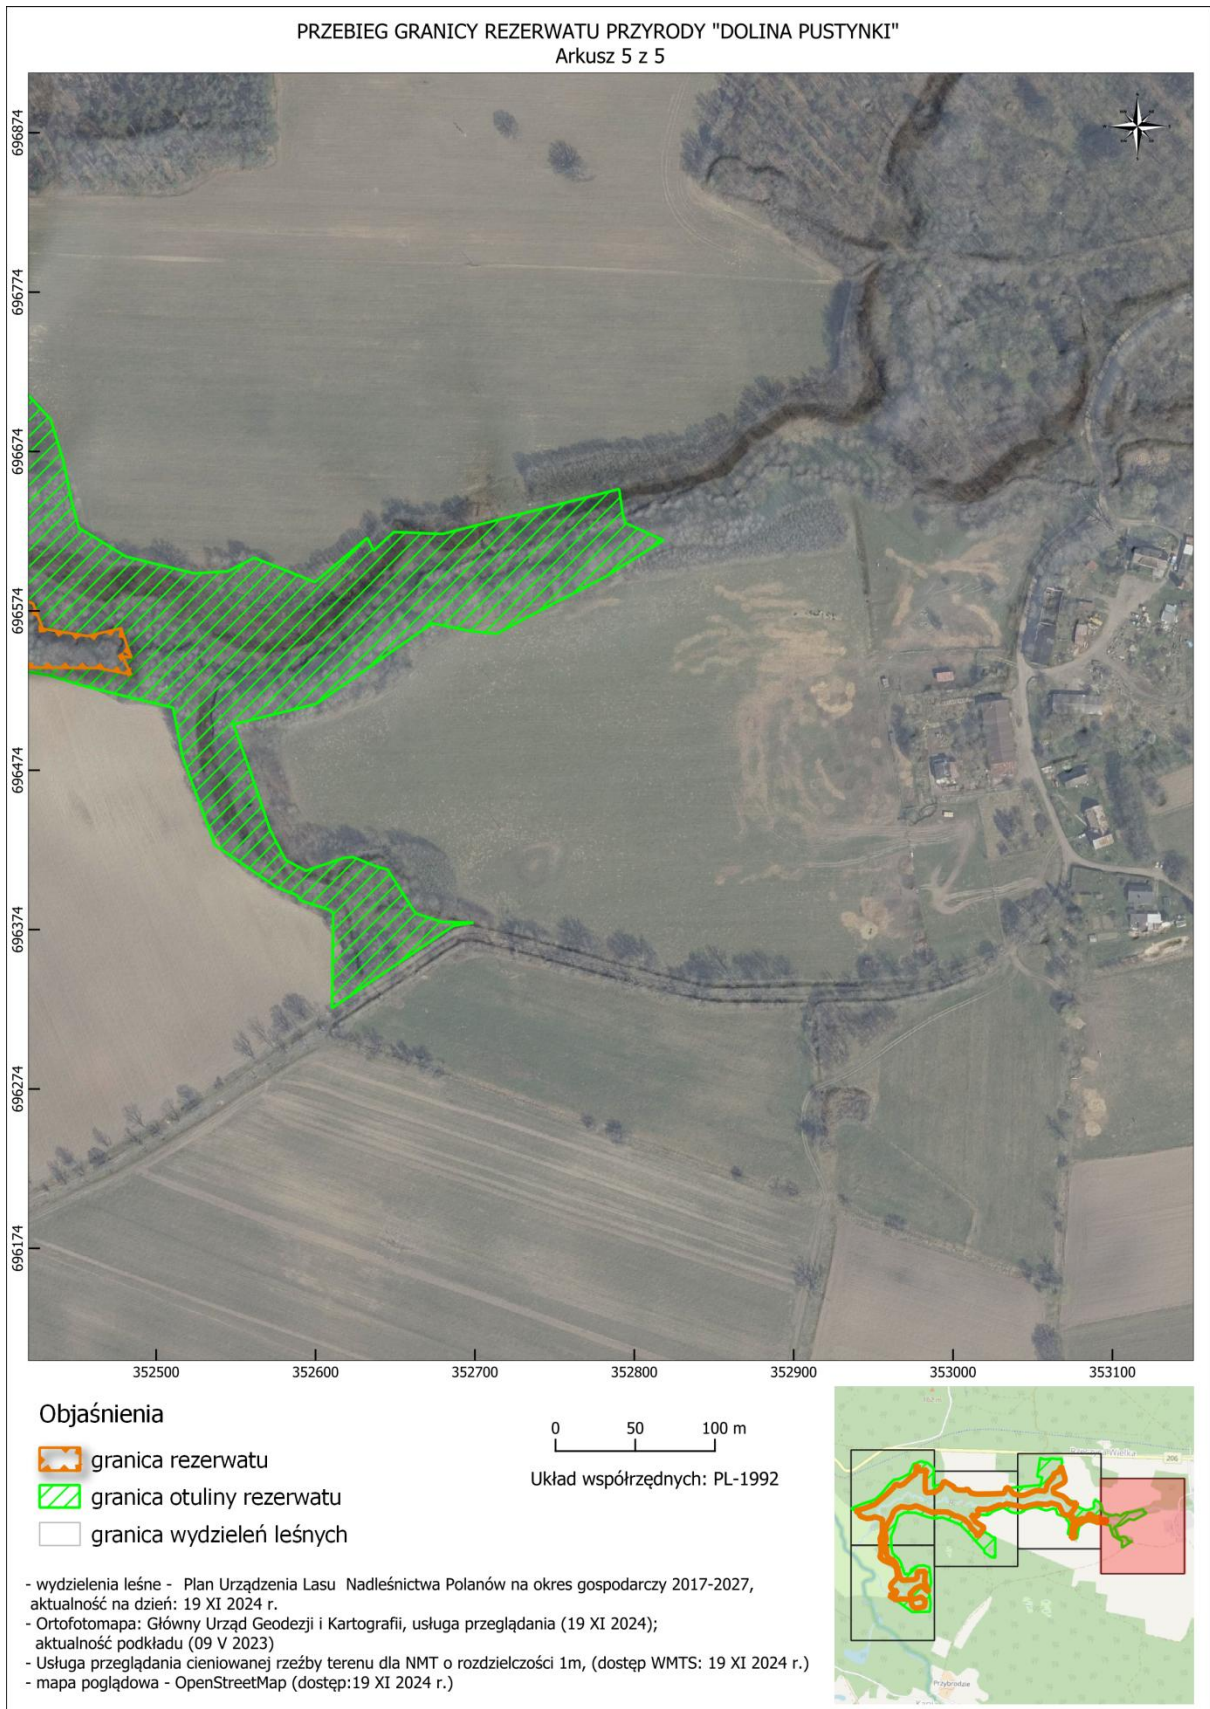 PRZEBIEG GRANICY REZERWATU PRZYRODY "DOLINA PUSTYNKI"
Arkusz 5 z 5
696874
696774
696674
696574
696474
696374
696274
696174
352500 352600 352700 352800 352900 353000 353100
Objaśnienia
granica rezerwatu
granica otuliny rezerwatu
granica wydzieleń leśnych
0 50 100 m
Układ współrzędnych: PL-1992
206
Przybrodzie
- wydzielenia leśne - Plan Urządzenia Lasu Nadleśnictwa Polanów na okres gospodarczy 2017-2027,
aktualność na dzień: 19 XI 2024 r.
- Ortofotomapa: Główny Urząd Geodezji i Kartografii, usługa przeglądania (19 XI 2024);
aktualność podkładu (09 V 2023)
- Usługa przeglądania cieniowanej rzeźby terenu dla NMT o rozdzielczości 1m, (dostęp WMTS: 19 XI 2024 r.)
- mapa poglądowa - OpenStreetMap (dostęp:19 XI 2024 r.)